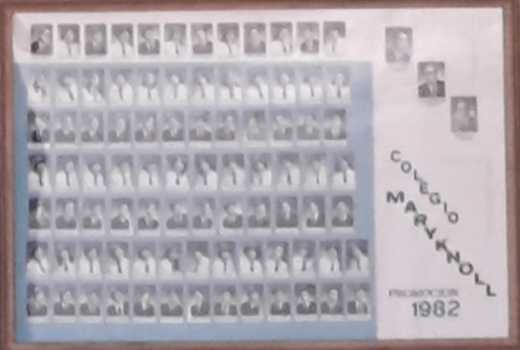 COLEGIO
MARYKNOLL
PROMOCION
1982